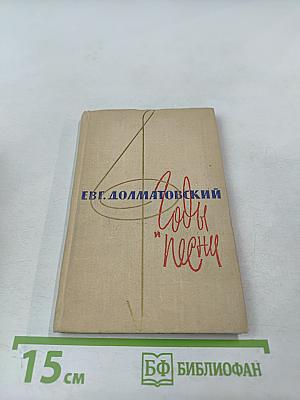 ЕВГ. ДОЛМАТОВСКИЙ
Годы
и
песни
15 см
БФ БИБЛИОФАН